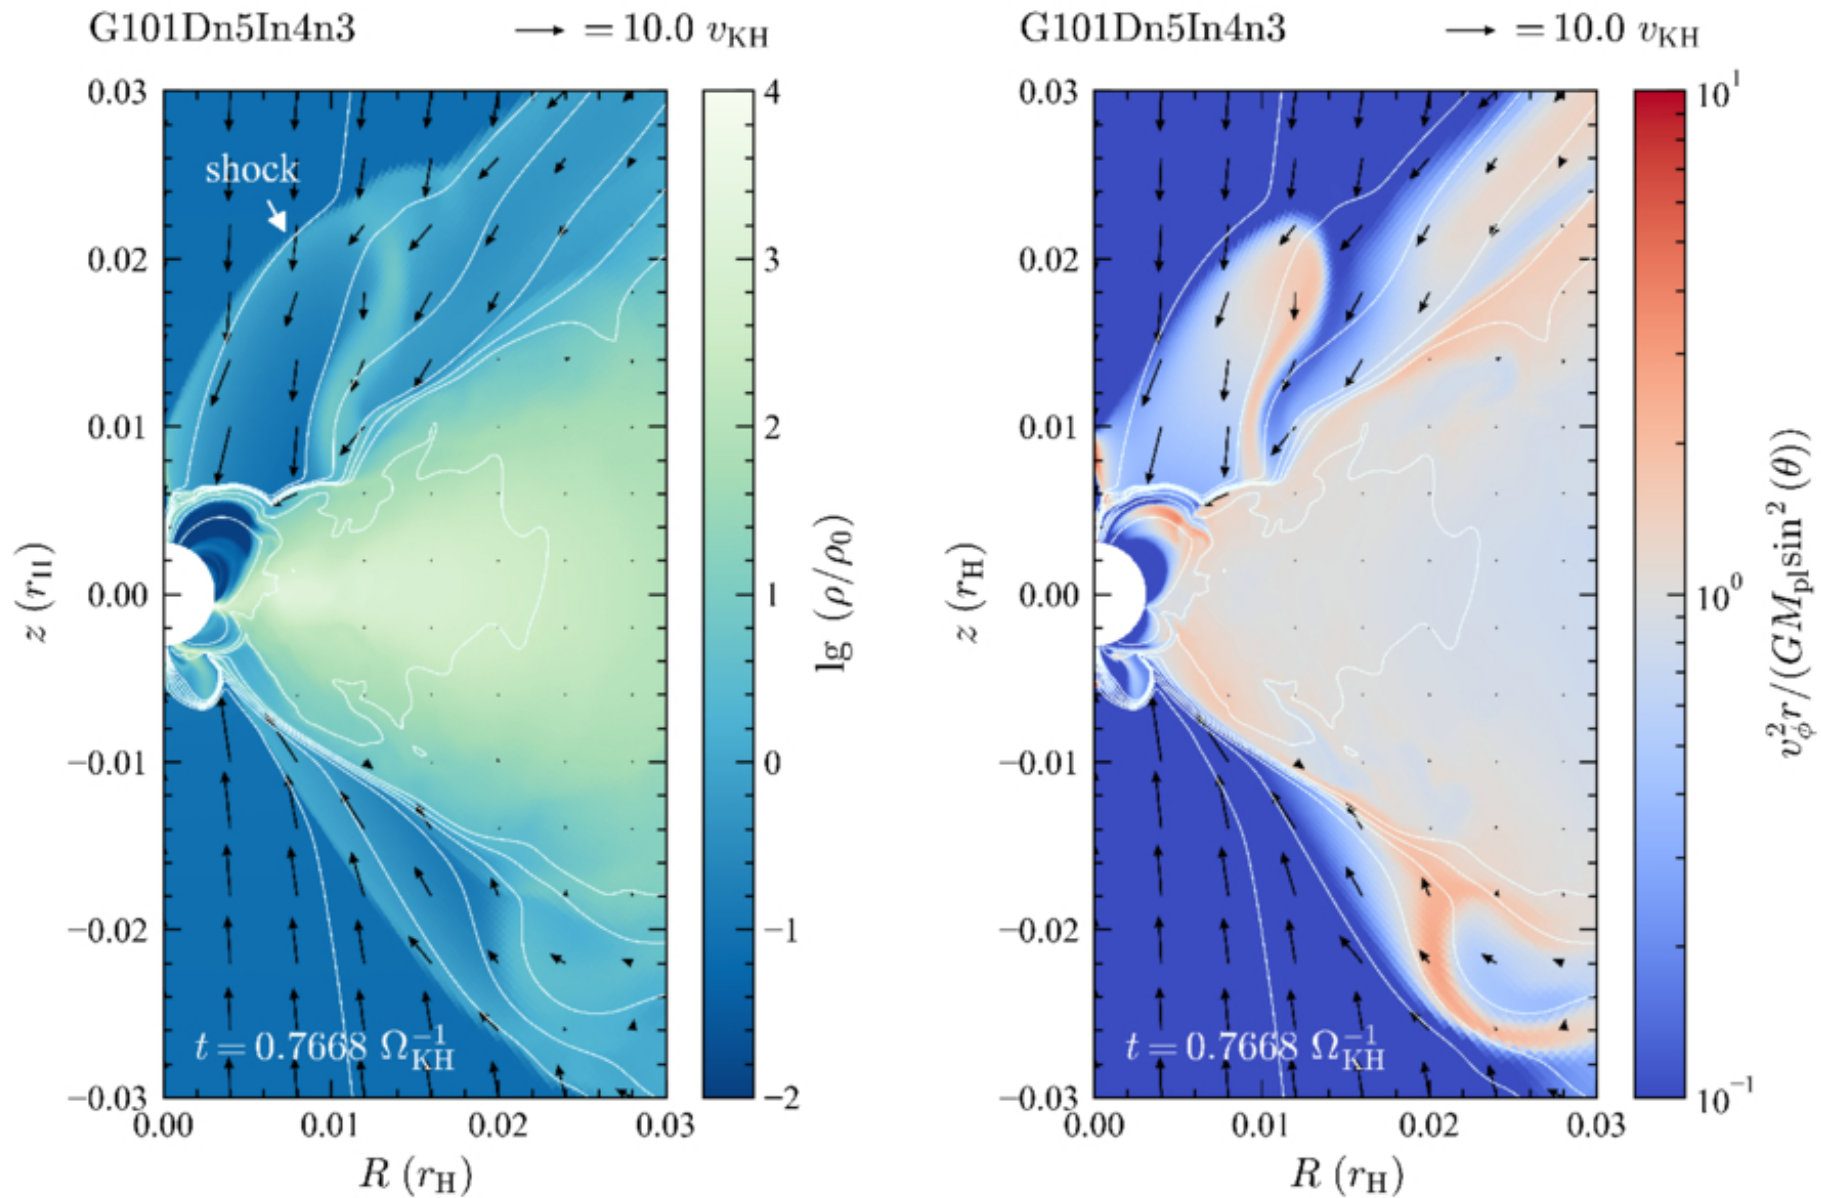 G101Dn5In4n3 → = 10.0 v_KH
shock
0.03
0.02
0.01
0.00
−0.01
−0.02
−0.03
z (r_H)
0.00 0.01 0.02 0.03
R (r_H)
t = 0.7668 Ω_KH^−1
4
3
2
1
0
−1
−2
lg (ρ/ρ_0)
G101Dn5In4n3 → = 10.0 v_KH
0.03
0.02
0.01
0.00
−0.01
−0.02
−0.03
z (r_H)
0.00 0.01 0.02 0.03
R (r_H)
t = 0.7668 Ω_KH^−1
10^1
10^0
10^−1
v_ϕ^2 r/(GM_pl sin^2 (θ))